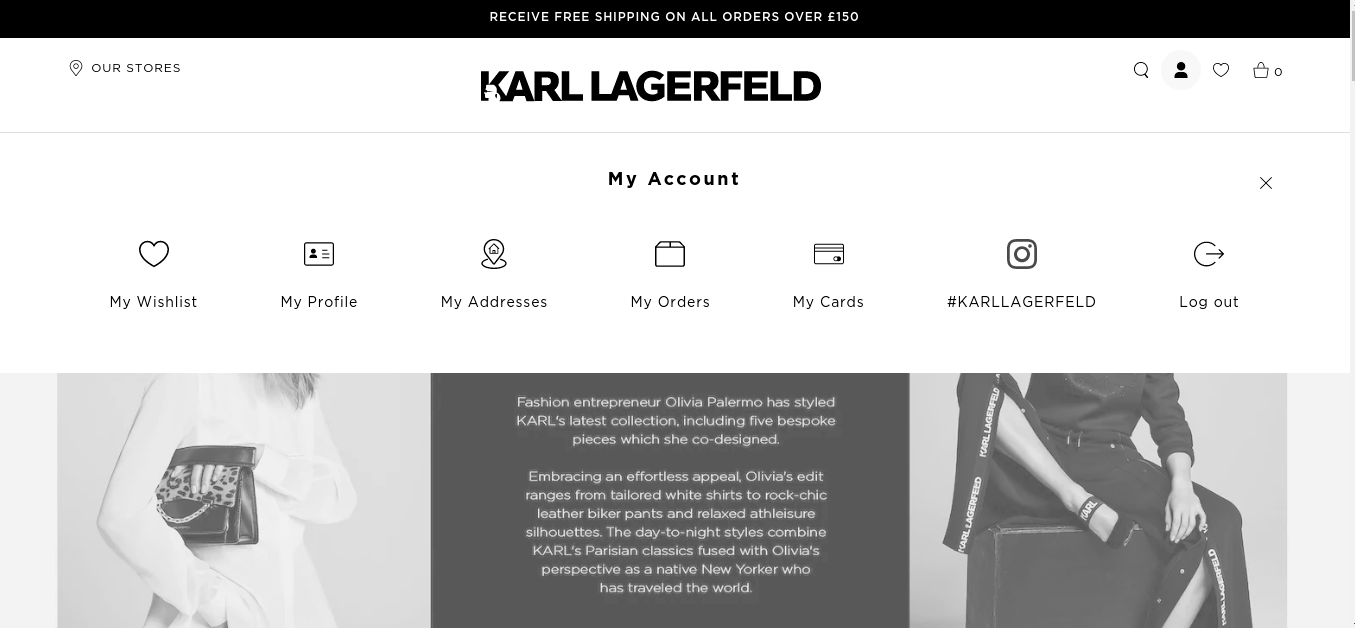 RECEIVE FREE SHIPPING ON ALL ORDERS OVER £150
OUR STORES
KARL LAGERFELD
0
My Account
My Wishlist
My Profile
My Addresses
My Orders
My Cards
#KARLLAGERFELD
Log out
Fashion entrepreneur Olivia Palermo has styled
KARL's latest collection, including five bespoke
pieces which she co-designed.
Embracing an effortless appeal, Olivia's edit
ranges from tailored white shirts to rock-chic
leather biker pants and relaxed athleisure
silhouettes. The day-to-night styles combine
KARL's Parisian classics fused with Olivia's
perspective as a native New Yorker who
has traveled the world.
KARL LAGERFELD
KARL LAGERFELD
KARL
KARL LAGERFELD